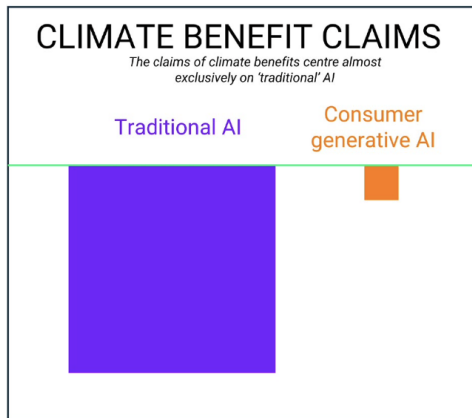 CLIMATE BENEFIT CLAIMS
The claims of climate benefits centre almost
exclusively on ‘traditional’ AI
Traditional AI
Consumer
generative AI